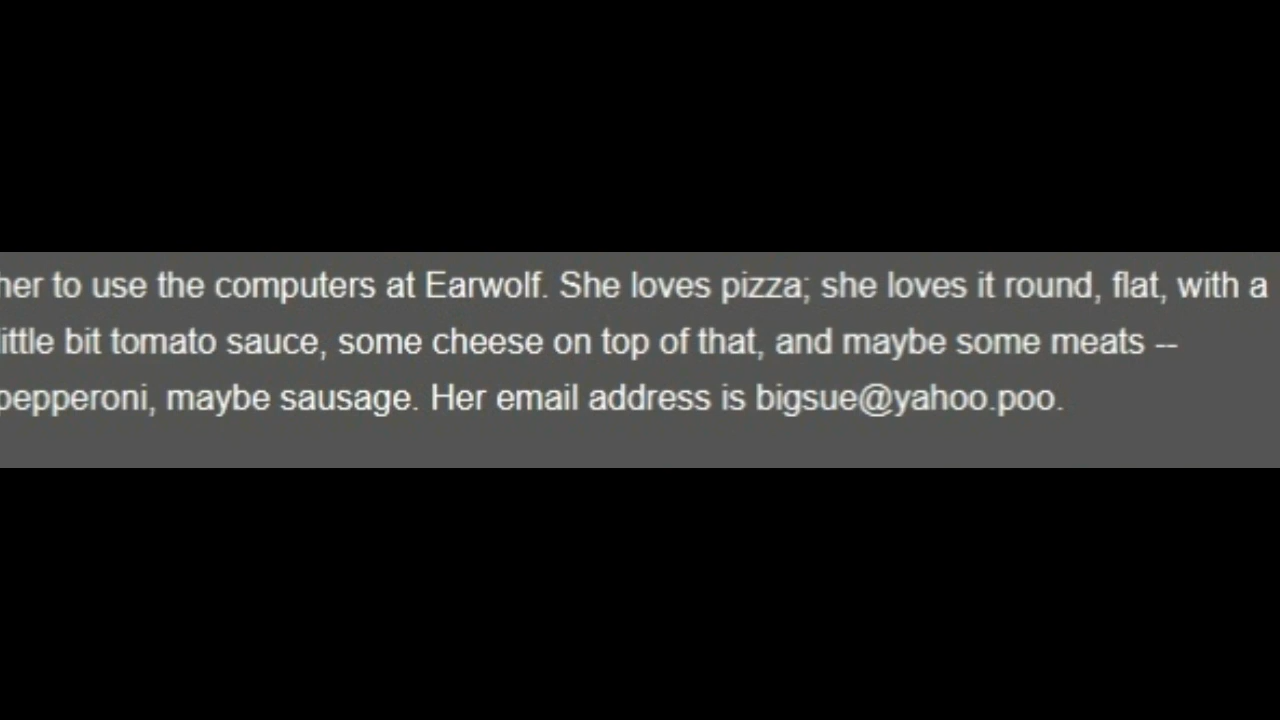 her to use the computers at Earwolf. She loves pizza; she loves it round, flat, with a
little bit tomato sauce, some cheese on top of that, and maybe some meats --
pepperoni, maybe sausage. Her email address is bigsue@yahoo.poo.